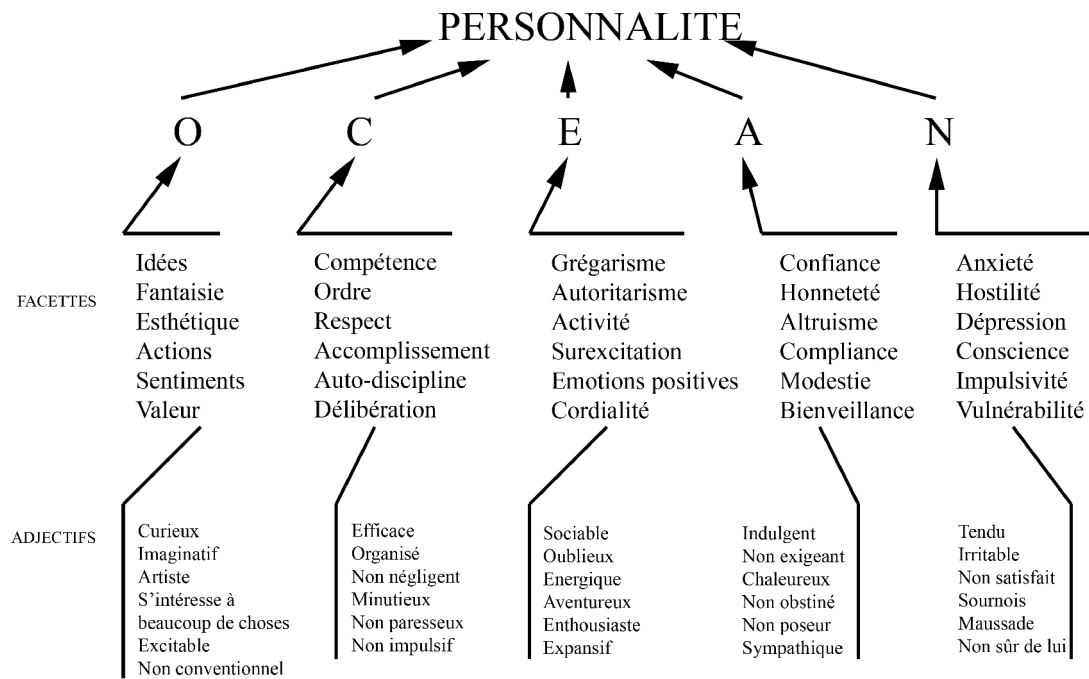 PERSONNALITE
O
C
E
A
N
FACETTES
Idées
Fantaisie
Esthétique
Actions
Sentiments
Valeur
Compétence
Ordre
Respect
Accomplissement
Auto-discipline
Délibération
Grégarisme
Autoritarisme
Activité
Surexcitation
Emotions positives
Cordialité
Confiance
Honneteté
Altruisme
Compliance
Modestie
Bienveillance
Anxieté
Hostilité
Dépression
Conscience
Impulsivité
Vulnérabilité
ADJECTIFS
Curieux
Imaginatif
Artiste
S'intéresse à
beaucoup de choses
Excitable
Non conventionnel
Efficace
Organisé
Non négligent
Minutieux
Non paresseux
Non impulsif
Sociable
Oublieux
Energique
Aventureux
Enthousiaste
Expansif
Indulgent
Non exigeant
Chaleureux
Non obstiné
Non poseur
Sympathique
Tendu
Irritable
Non satisfait
Sournois
Maussade
Non sûr de lui